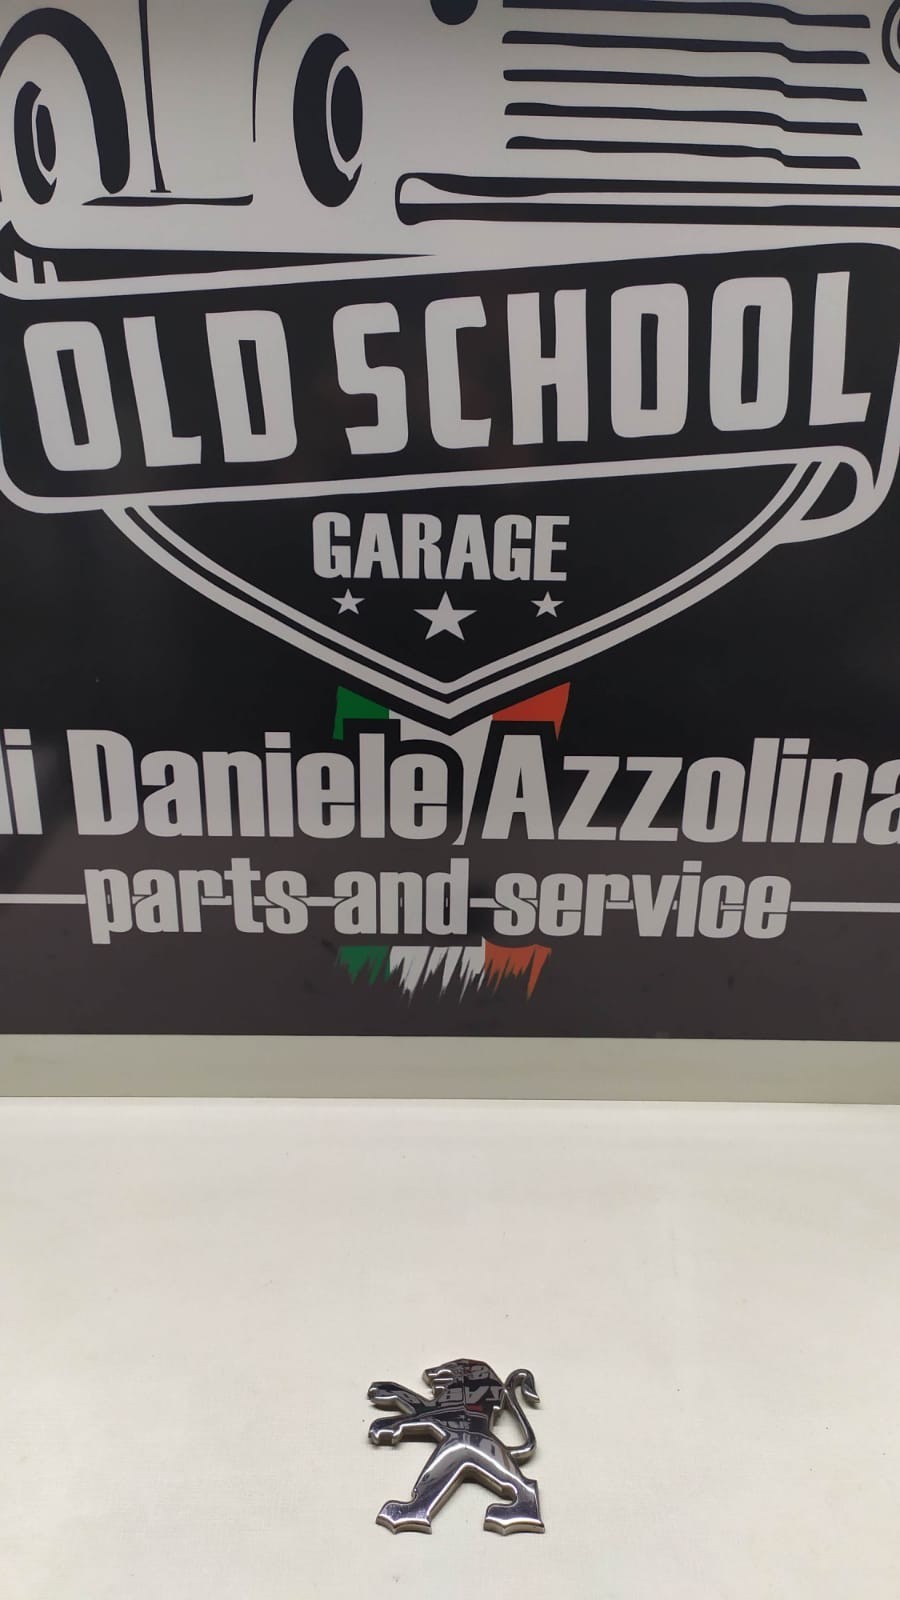 OLD SCHOOL
GARAGE
di Daniele Azzolina
parts and service